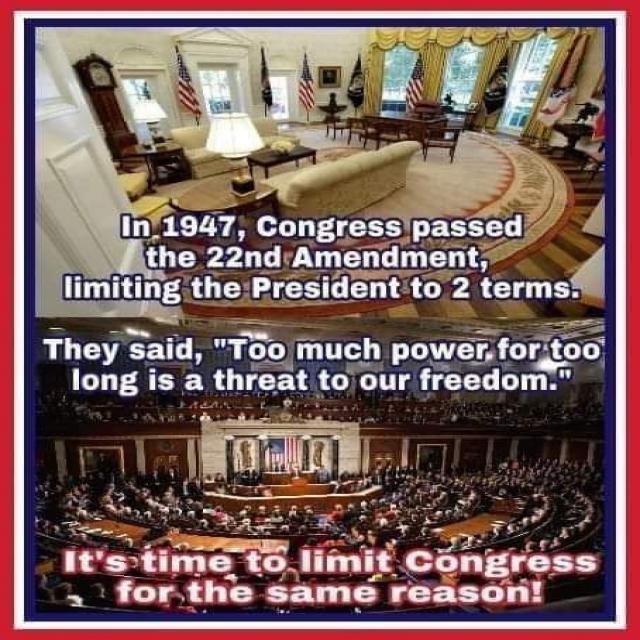 In 1947, Congress passed
the 22nd Amendment,
limiting the President to 2 terms.
They said, "Too much power for too
long is a threat to our freedom."
It's time to limit Congress
for the same reason!